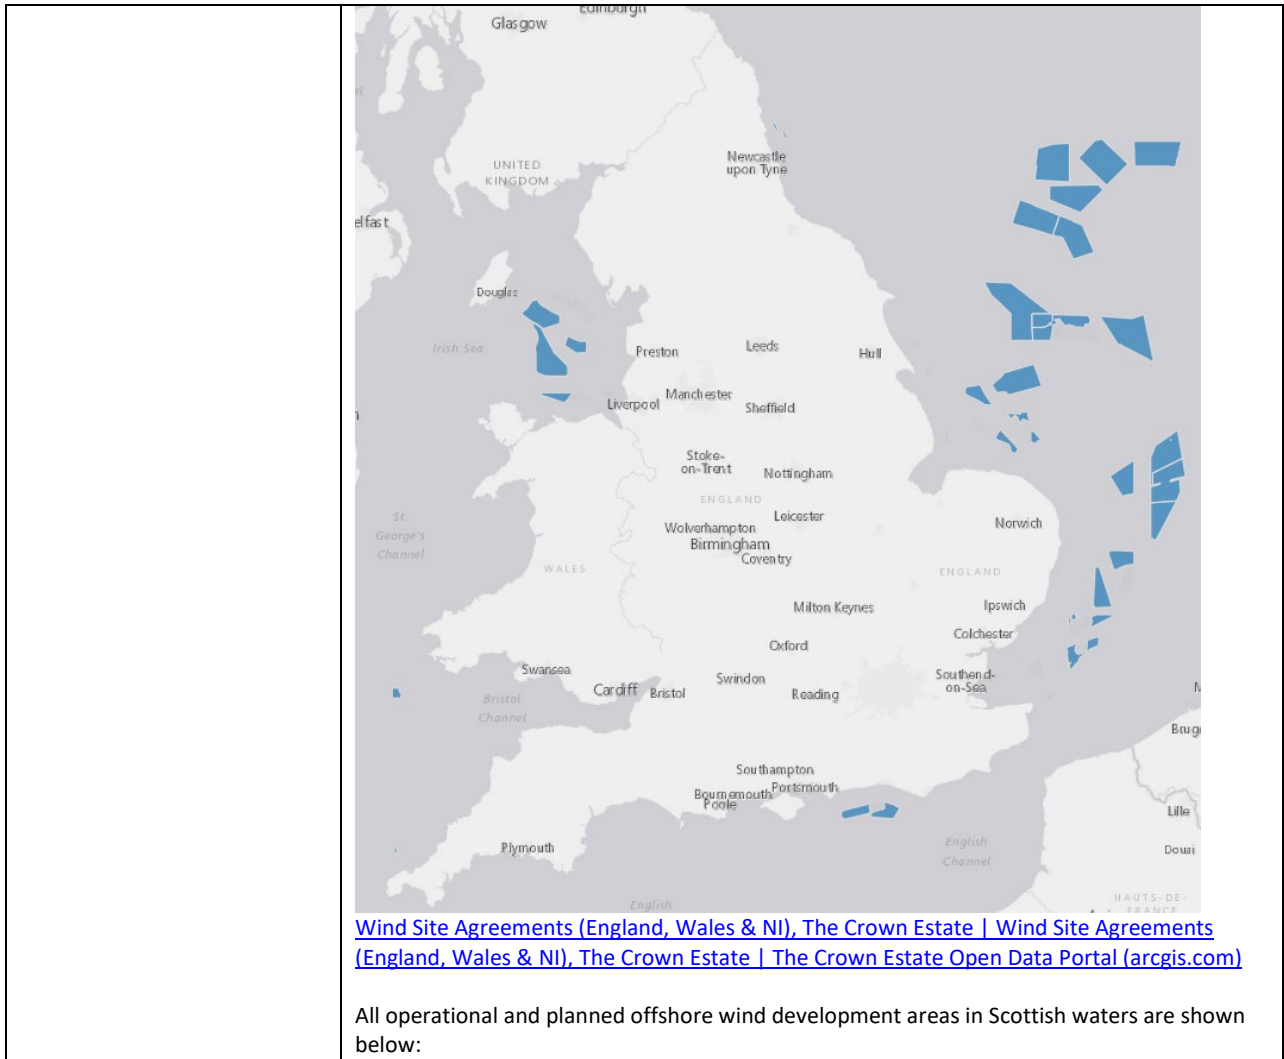 Edinburgh
Glasgow
Newcastle
upon Tyne
UNITED
KINGDOM
elfast
Douglas
Irish Sea
Preston
Leeds
Hull
Manchester
Liverpool
Sheffield
Stoke-
on-Trent
Nottingham
ENGLAND
Leicester
St.
George's
Channel
Wolverhampton
Birmingham
Coventry
Norwich
WALES
ENGLAND
Milton Keynes
Ipswich
Colchester
Oxford
Swansea
Cardiff
Bristol
Swindon
Reading
Southend-
on-Sea
Bristol
Channel
Brug
Southampton
Portsmouth
Bournemouth
Poole
Lille
Plymouth
English
Channel
Douai
English
HAUTS-DE-
FRANCE
Wind Site Agreements (England, Wales & NI), The Crown Estate | Wind Site Agreements
(England, Wales & NI), The Crown Estate | The Crown Estate Open Data Portal (arcgis.com)
All operational and planned offshore wind development areas in Scottish waters are shown
below: